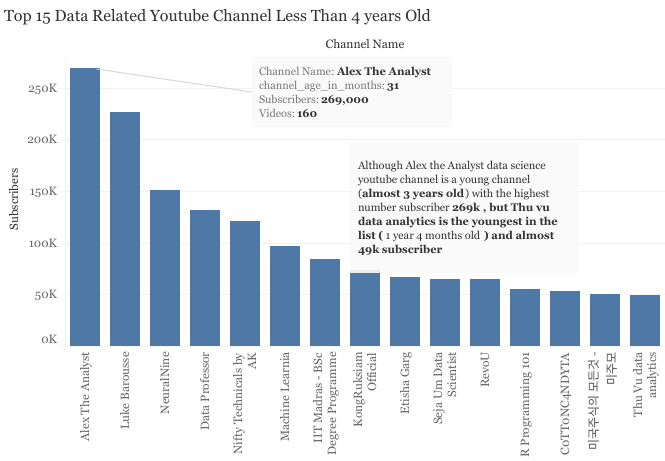 Top 15 Data Related Youtube Channel Less Than 4 years Old
Channel Name
Channel Name: Alex The Analyst
channel_age_in_months: 31
Subscribers: 269,000
Videos: 160
Although Alex the Analyst data science
youtube channel is a young channel
(almost 3 years old) with the highest
number subscriber 269k , but Thu vu
data analytics is the youngest in the
list ( 1 year 4 months old ) and almost
49k subscriber
Subscribers
250K
200K
150K
100K
50K
0K
Alex The Analyst
Luke Barousse
NeuralNine
Data Professor
Nifty Technicals by
AK
Machine Learnia
IIT Madras - BSc
Degree Programme
KongRuksiam
Official
Etisha Garg
Seja Um Data
Scientist
RevoU
R Programming 101
CoTToNC4NDYTA
미국주식의 모든것 -
미주모
Thu Vu data
analytics